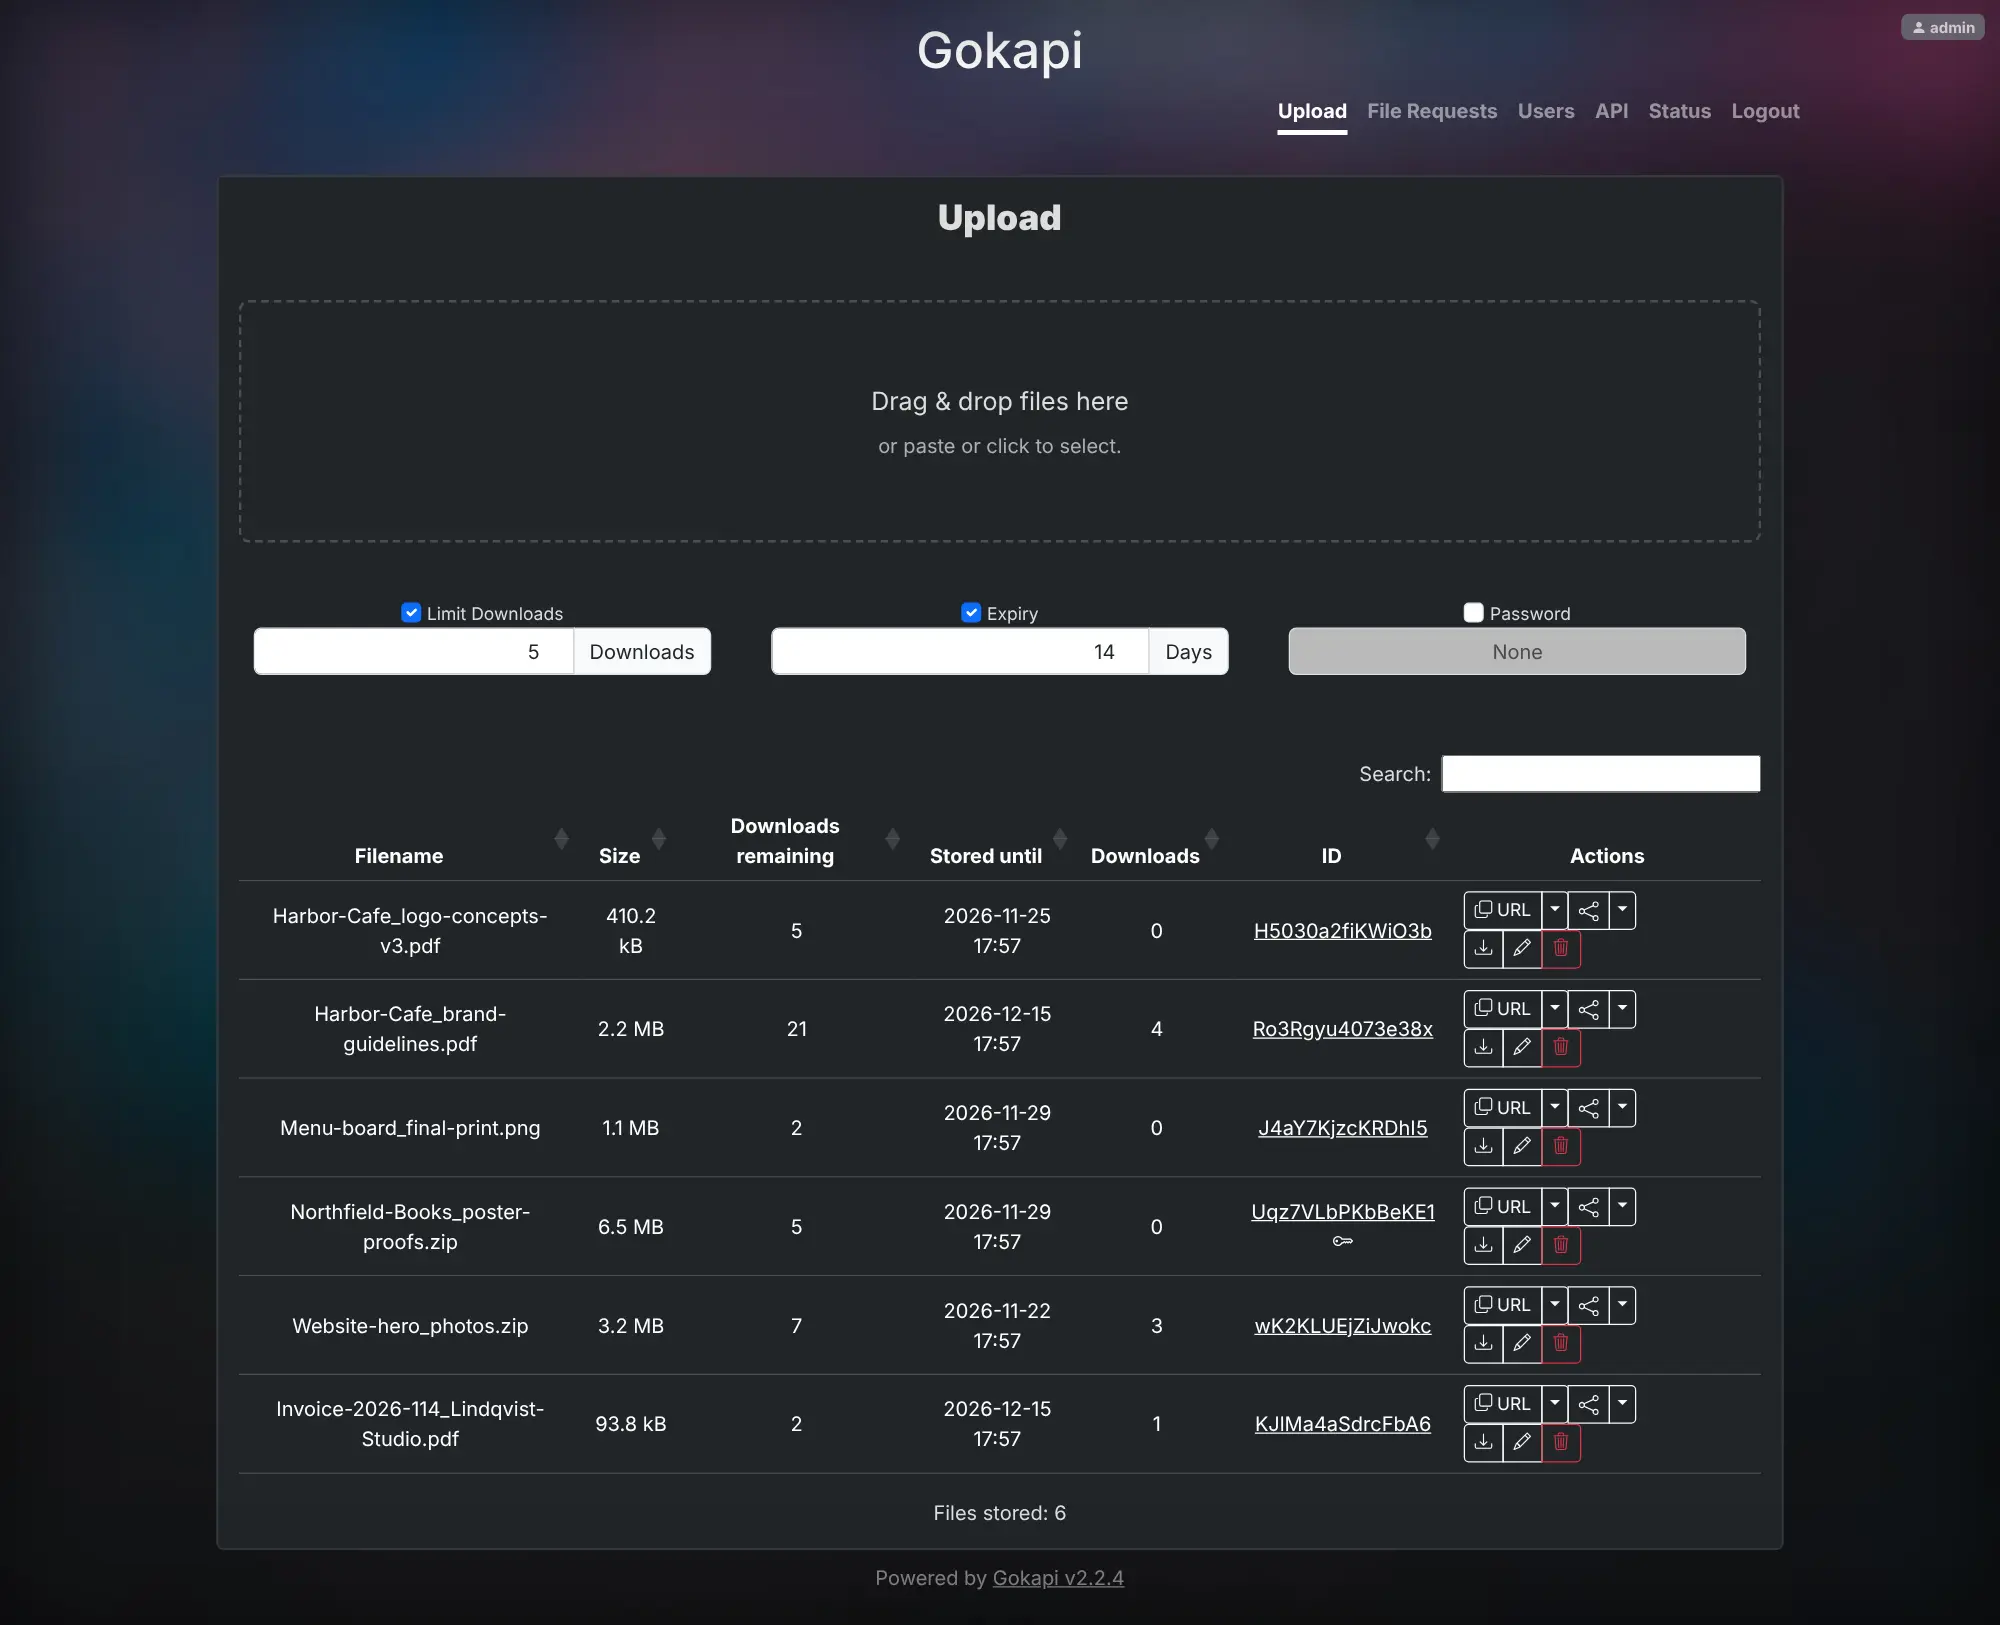 admin
Gokapi
Upload File Requests Users API Status Logout
Upload
Drag & drop files here
or paste or click to select.
Limit Downloads
5 Downloads
Expiry
14 Days
Password
None
Search:
Filename Size Downloads remaining Stored until Downloads ID Actions
Harbor-Cafe_logo-concepts-
v3.pdf
410.2
kB
5
2026-11-25
17:57
0
H5030a2fiKWiO3b
URL
Harbor-Cafe_brand-
guidelines.pdf
2.2 MB
21
2026-12-15
17:57
4
Ro3Rgyu4073e38x
URL
Menu-board_final-print.png
1.1 MB
2
2026-11-29
17:57
0
J4aY7KjzcKRDhI5
URL
Northfield-Books_poster-
proofs.zip
6.5 MB
5
2026-11-29
17:57
0
Uqz7VLbPKbBeKE1
URL
Website-hero_photos.zip
3.2 MB
7
2026-11-22
17:57
3
wK2KLUEjZiJwokc
URL
Invoice-2026-114_Lindqvist-
Studio.pdf
93.8 kB
2
2026-12-15
17:57
1
KJlMa4aSdrcFbA6
URL
Files stored: 6
Powered by Gokapi v2.2.4